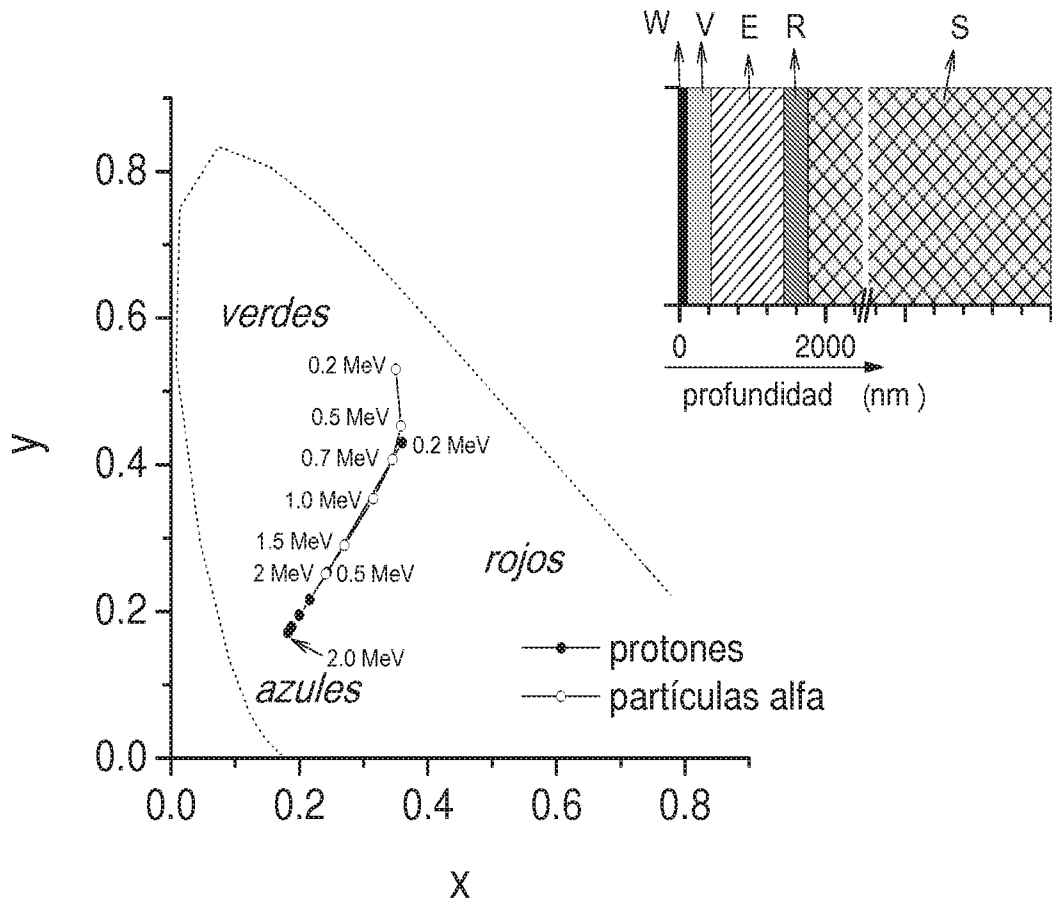 W V E R S
0 2000
profundidad (nm)
0.8
verdes
0.6
0.2 MeV
0.5 MeV
0.2 MeV
0.7 MeV
y
0.4
1.0 MeV
1.5 MeV
rojos
2 MeV 0.5 MeV
0.2
protones
2.0 MeV
azules
partículas alfa
0.0
0.0 0.2 0.4 0.6 0.8
x